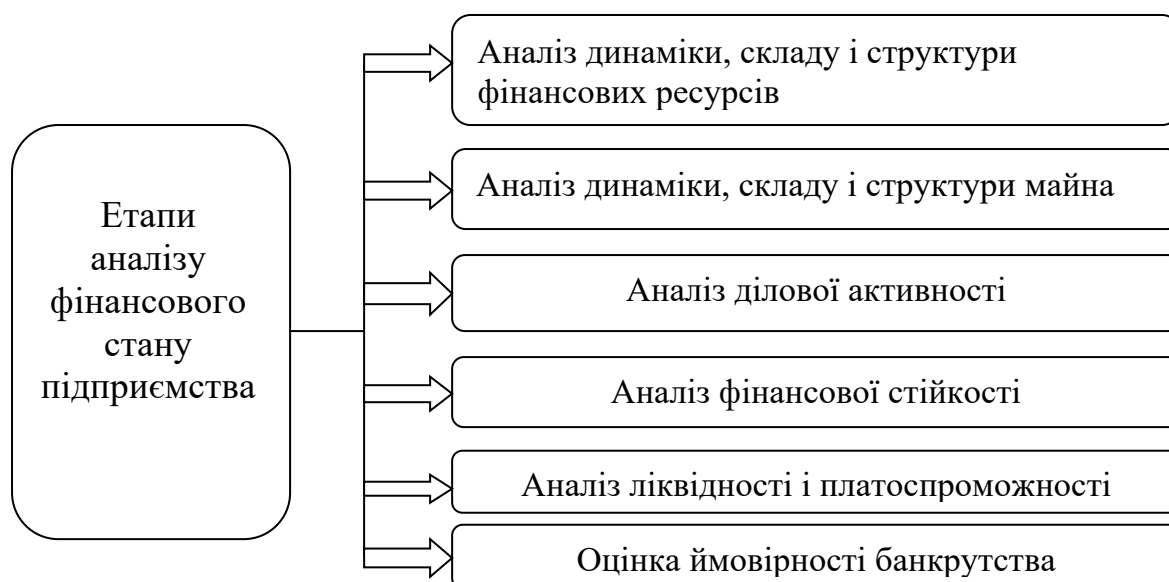 Етапи
аналізу
фінансового
стану
підприємства
Аналіз динаміки, складу і структури
фінансових ресурсів
Аналіз динаміки, складу і структури майна
Аналіз ділової активності
Аналіз фінансової стійкості
Аналіз ліквідності і платоспроможності
Оцінка ймовірності банкрутства